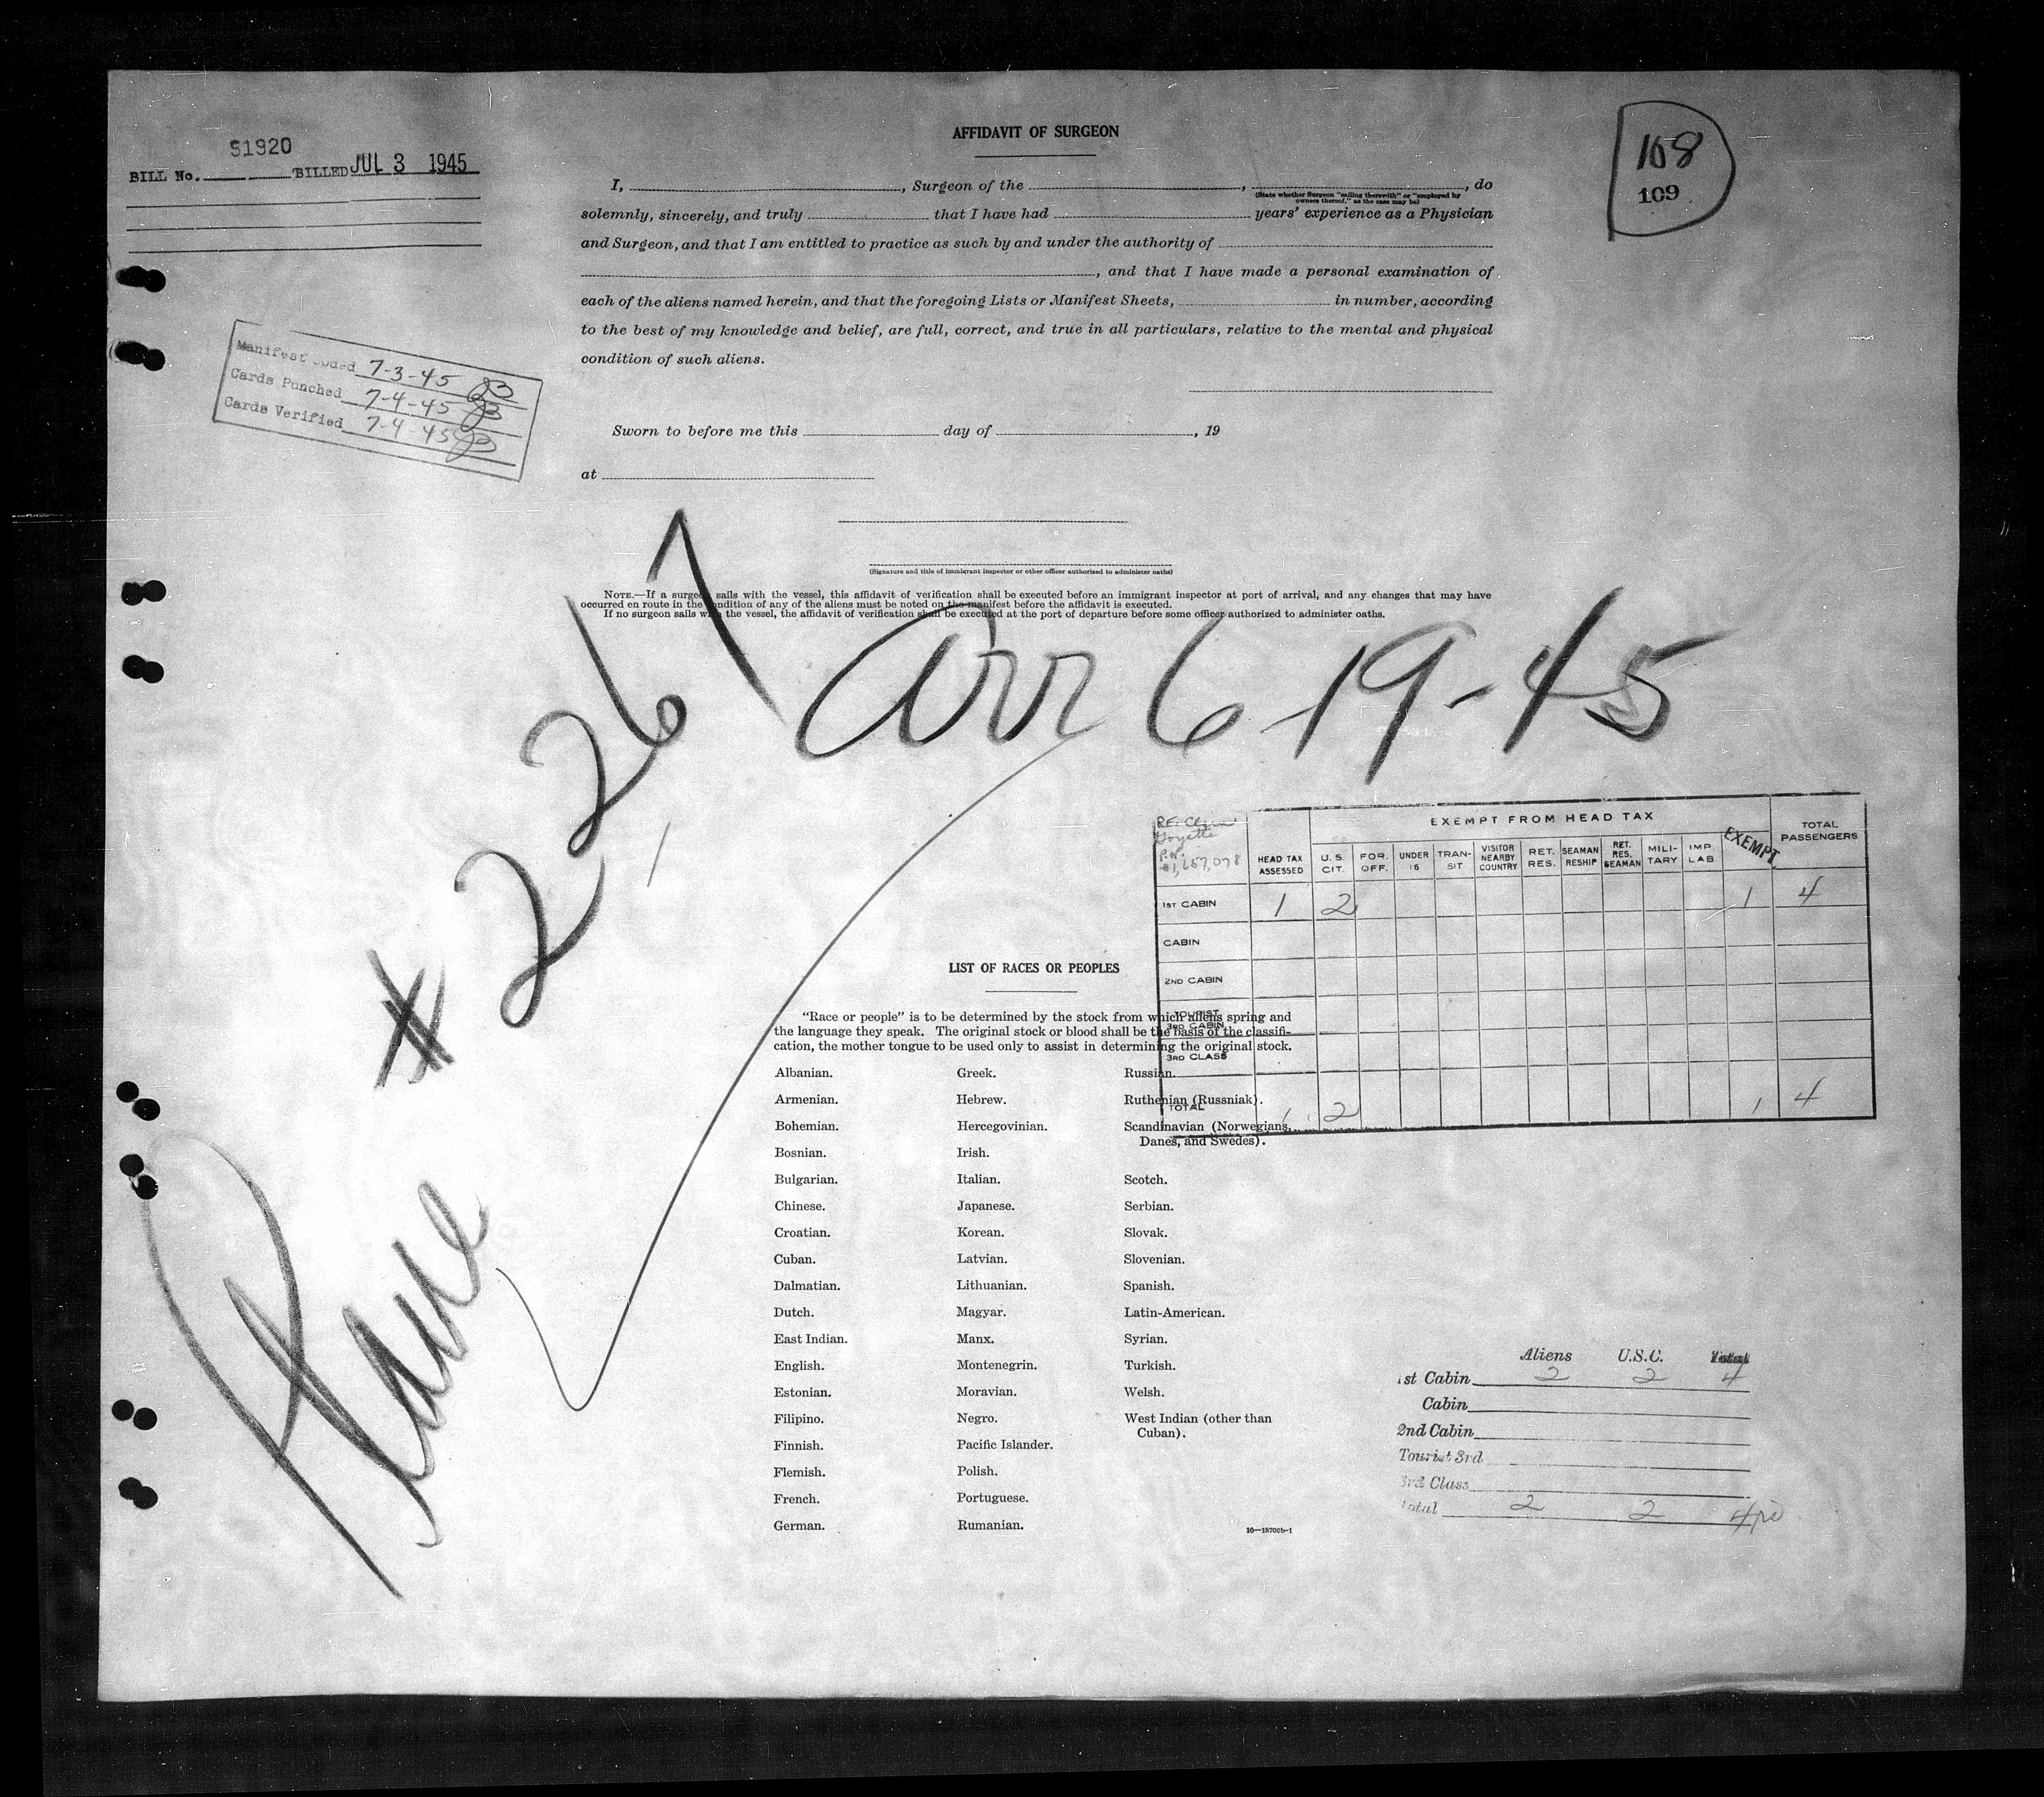 S1920
BILL No. BILLED JUL 3 1945
Manifest Coded 7-3-45
Cards Punched 7-4-45
Cards Verified 7-4-45
168
109
AFFIDAVIT OF SURGEON
I, , Surgeon of the , , do
(State whether Surgeon "sailing therewith" or "employed by
owners thereof," as the case may be)
solemnly, sincerely, and truly that I have had years' experience as a Physician
and Surgeon, and that I am entitled to practice as such by and under the authority of
, and that I have made a personal examination of
each of the aliens named herein, and that the foregoing Lists or Manifest Sheets, in number, according
to the best of my knowledge and belief, are full, correct, and true in all particulars, relative to the mental and physical
condition of such aliens.
Sworn to before me this day of , 19
at
(Signature and title of immigrant inspector or other officer authorized to administer oaths)
NOTE.—If a surgeon sails with the vessel, this affidavit of verification shall be executed before an immigrant inspector at port of arrival, and any changes that may have
occurred en route in the condition of any of the aliens must be noted on the manifest before the affidavit is executed.
If no surgeon sails with the vessel, the affidavit of verification shall be executed at the port of departure before some officer authorized to administer oaths.
Plane # 2267
arr 6-19-45
RE:
Goyette
P.N.
#1,657,078
EXEMPT FROM HEAD TAX
HEAD TAX ASSESSED U. S. CIT. FOR. OFF. UNDER 16 TRANSIT VISITOR NEARBY COUNTRY RET. RES. SEAMAN RESHIP RET. RES. SEAMAN MILITARY IMP. LAB EXEMPT TOTAL PASSENGERS
1ST CABIN 1 2 1 4
CABIN
2ND CABIN
TOURIST
3RD CABIN
3RD CLASS
TOTAL 1 2 1 4
LIST OF RACES OR PEOPLES
"Race or people" is to be determined by the stock from which aliens spring and
the language they speak. The original stock or blood shall be the basis of the classifi-
cation, the mother tongue to be used only to assist in determining the original stock.
Albanian.
Armenian.
Bohemian.
Bosnian.
Bulgarian.
Chinese.
Croatian.
Cuban.
Dalmatian.
Dutch.
East Indian.
English.
Estonian.
Filipino.
Finnish.
Flemish.
French.
German.
Greek.
Hebrew.
Hercegovinian.
Irish.
Italian.
Japanese.
Korean.
Latvian.
Lithuanian.
Magyar.
Manx.
Montenegrin.
Moravian.
Negro.
Pacific Islander.
Polish.
Portuguese.
Rumanian.
Russian.
Ruthenian (Russniak).
Scandinavian (Norwegians,
Danes, and Swedes).
Scotch.
Serbian.
Slovak.
Slovenian.
Spanish.
Latin-American.
Syrian.
Turkish.
Welsh.
West Indian (other than
Cuban).
16—18700b-1
Aliens U.S.C. Total
1st Cabin 2 2 4
Cabin
2nd Cabin
Tourist 3rd
3rd Class
Total 2 2 4